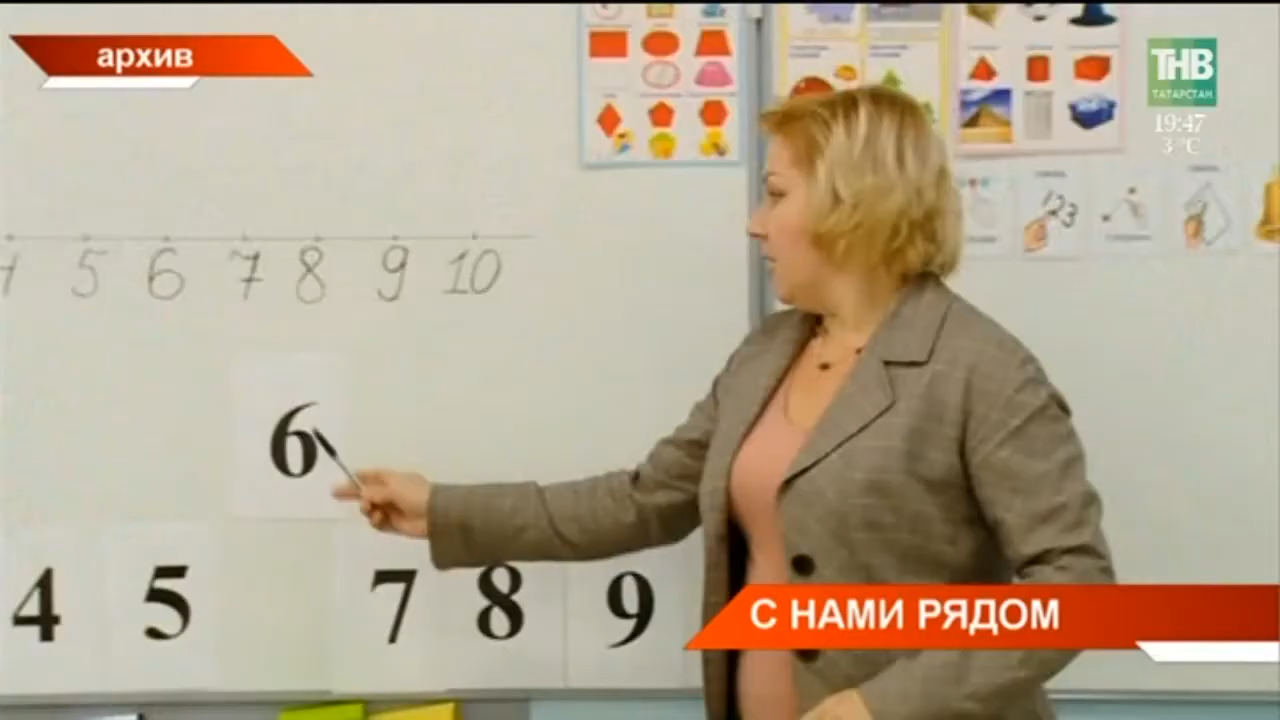 архив
ТНВ
ТАТАРСТАН
19:47
3 °C
123
5 6 7 8 9 10
6
4 5 7 8 9
С НАМИ РЯДОМ